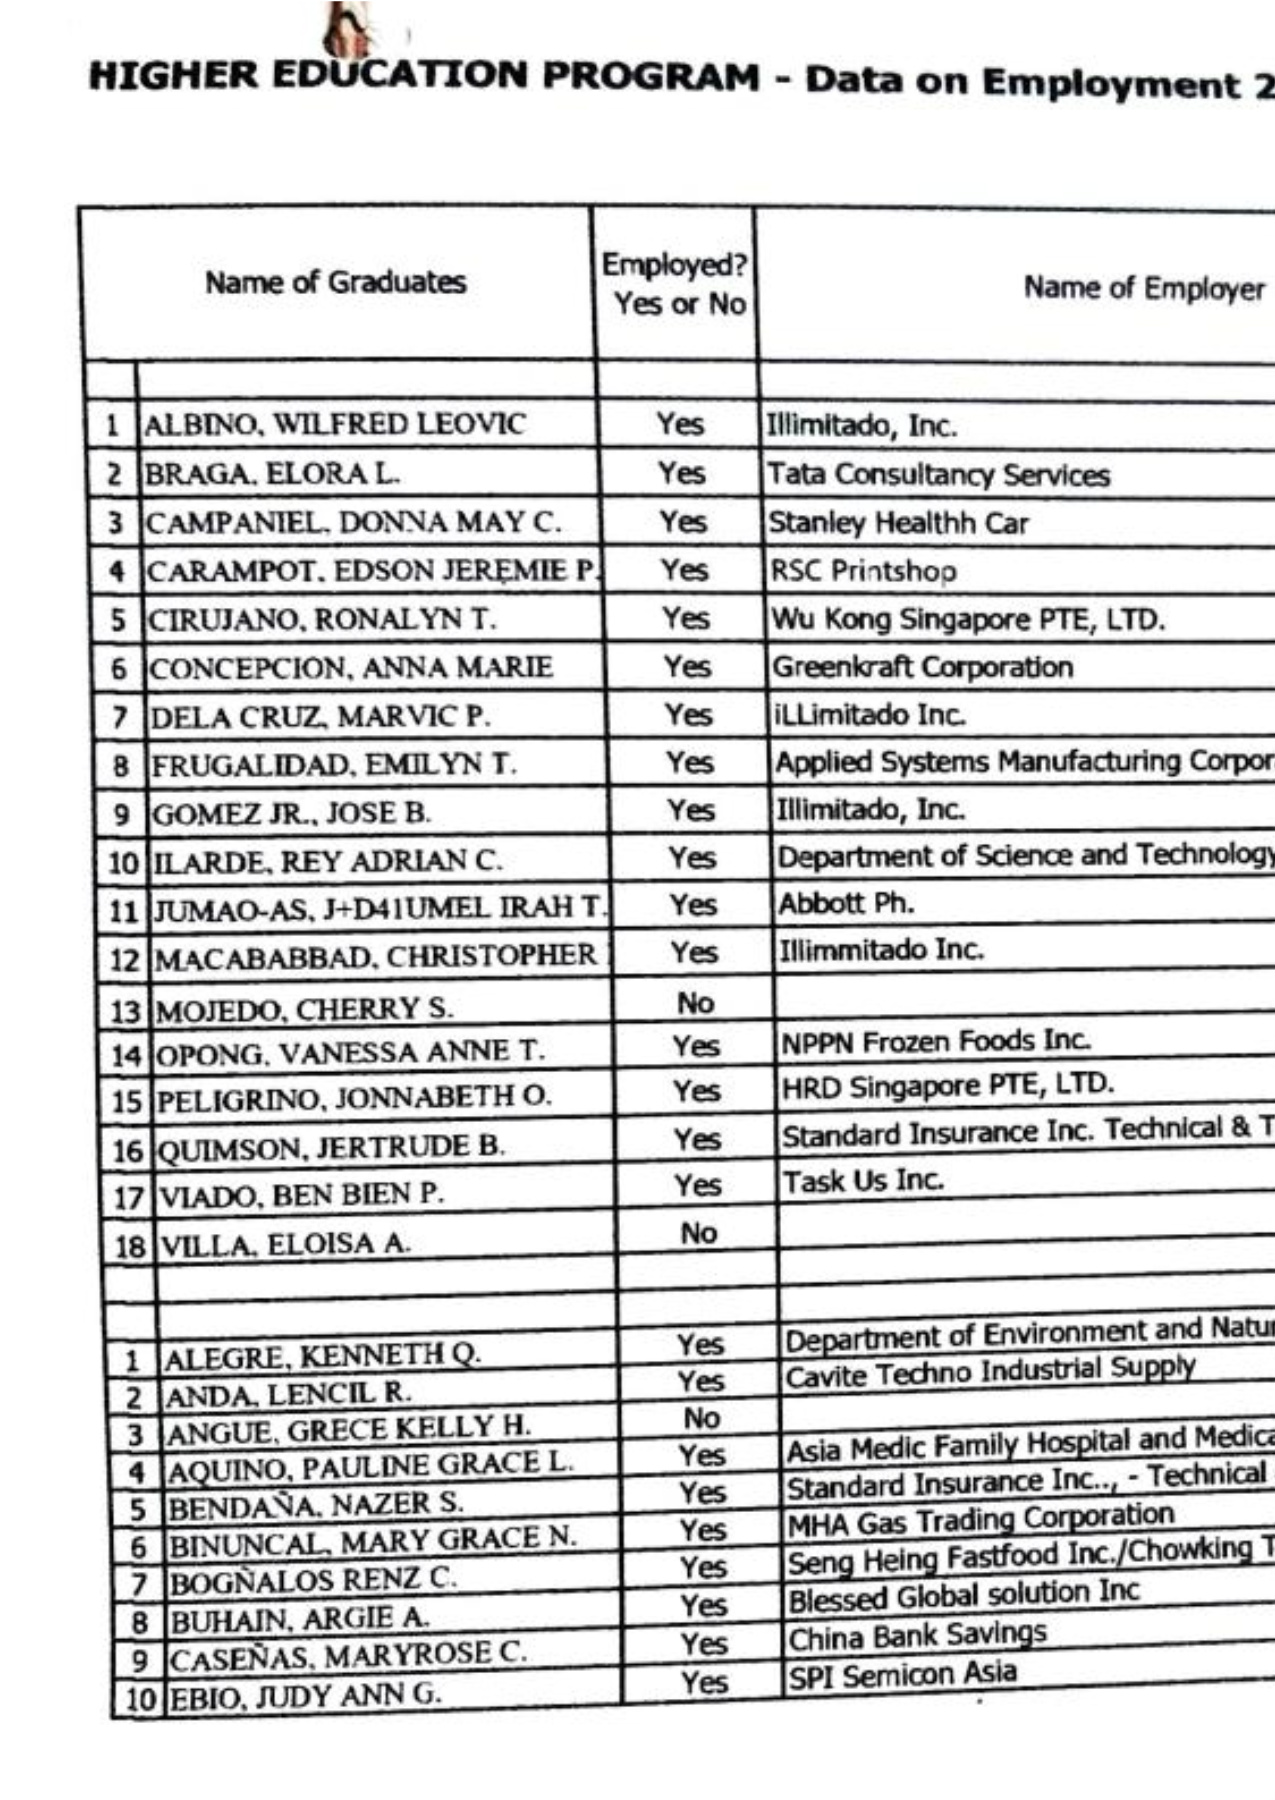 HIGHER EDUCATION PROGRAM - Data on Employment 2
Name of Graduates Employed? Yes or No Name of Employer
1 ALBINO, WILFRED LEOVIC Yes Illimitado, Inc.
2 BRAGA, ELORA L. Yes Tata Consultancy Services
3 CAMPANIEL, DONNA MAY C. Yes Stanley Healthh Car
4 CARAMPOT, EDSON JEREMIE P. Yes RSC Printshop
5 CIRUJANO, RONALYN T. Yes Wu Kong Singapore PTE, LTD.
6 CONCEPCION, ANNA MARIE Yes Greenkraft Corporation
7 DELA CRUZ, MARVIC P. Yes iLLimitado Inc.
8 FRUGALIDAD, EMILYN T. Yes Applied Systems Manufacturing Corpor
9 GOMEZ JR., JOSE B. Yes Illimitado, Inc.
10 ILARDE, REY ADRIAN C. Yes Department of Science and Technology
11 JUMAO-AS, J+D41UMEL IRAH T. Yes Abbott Ph.
12 MACABABBAD, CHRISTOPHER Yes Illimmitado Inc.
13 MOJEDO, CHERRY S. No
14 OPONG, VANESSA ANNE T. Yes NPPN Frozen Foods Inc.
15 PELIGRINO, JONNABETH O. Yes HRD Singapore PTE, LTD.
16 QUIMSON, JERTRUDE B. Yes Standard Insurance Inc. Technical & T
17 VIADO, BEN BIEN P. Yes Task Us Inc.
18 VILLA, ELOISA A. No
1 ALEGRE, KENNETH Q. Yes Department of Environment and Natur
2 ANDA, LENCIL R. Yes Cavite Techno Industrial Supply
3 ANGUE, GRECE KELLY H. No
4 AQUINO, PAULINE GRACE L. Yes Asia Medic Family Hospital and Medica
5 BENDAÑA, NAZER S. Yes Standard Insurance Inc.., - Technical
6 BINUNCAL, MARY GRACE N. Yes MHA Gas Trading Corporation
7 BOGÑALOS RENZ C. Yes Seng Heing Fastfood Inc./Chowking T
8 BUHAIN, ARGIE A. Yes Blessed Global solution Inc
9 CASEÑAS, MARYROSE C. Yes China Bank Savings
10 EBIO, JUDY ANN G. Yes SPI Semicon Asia